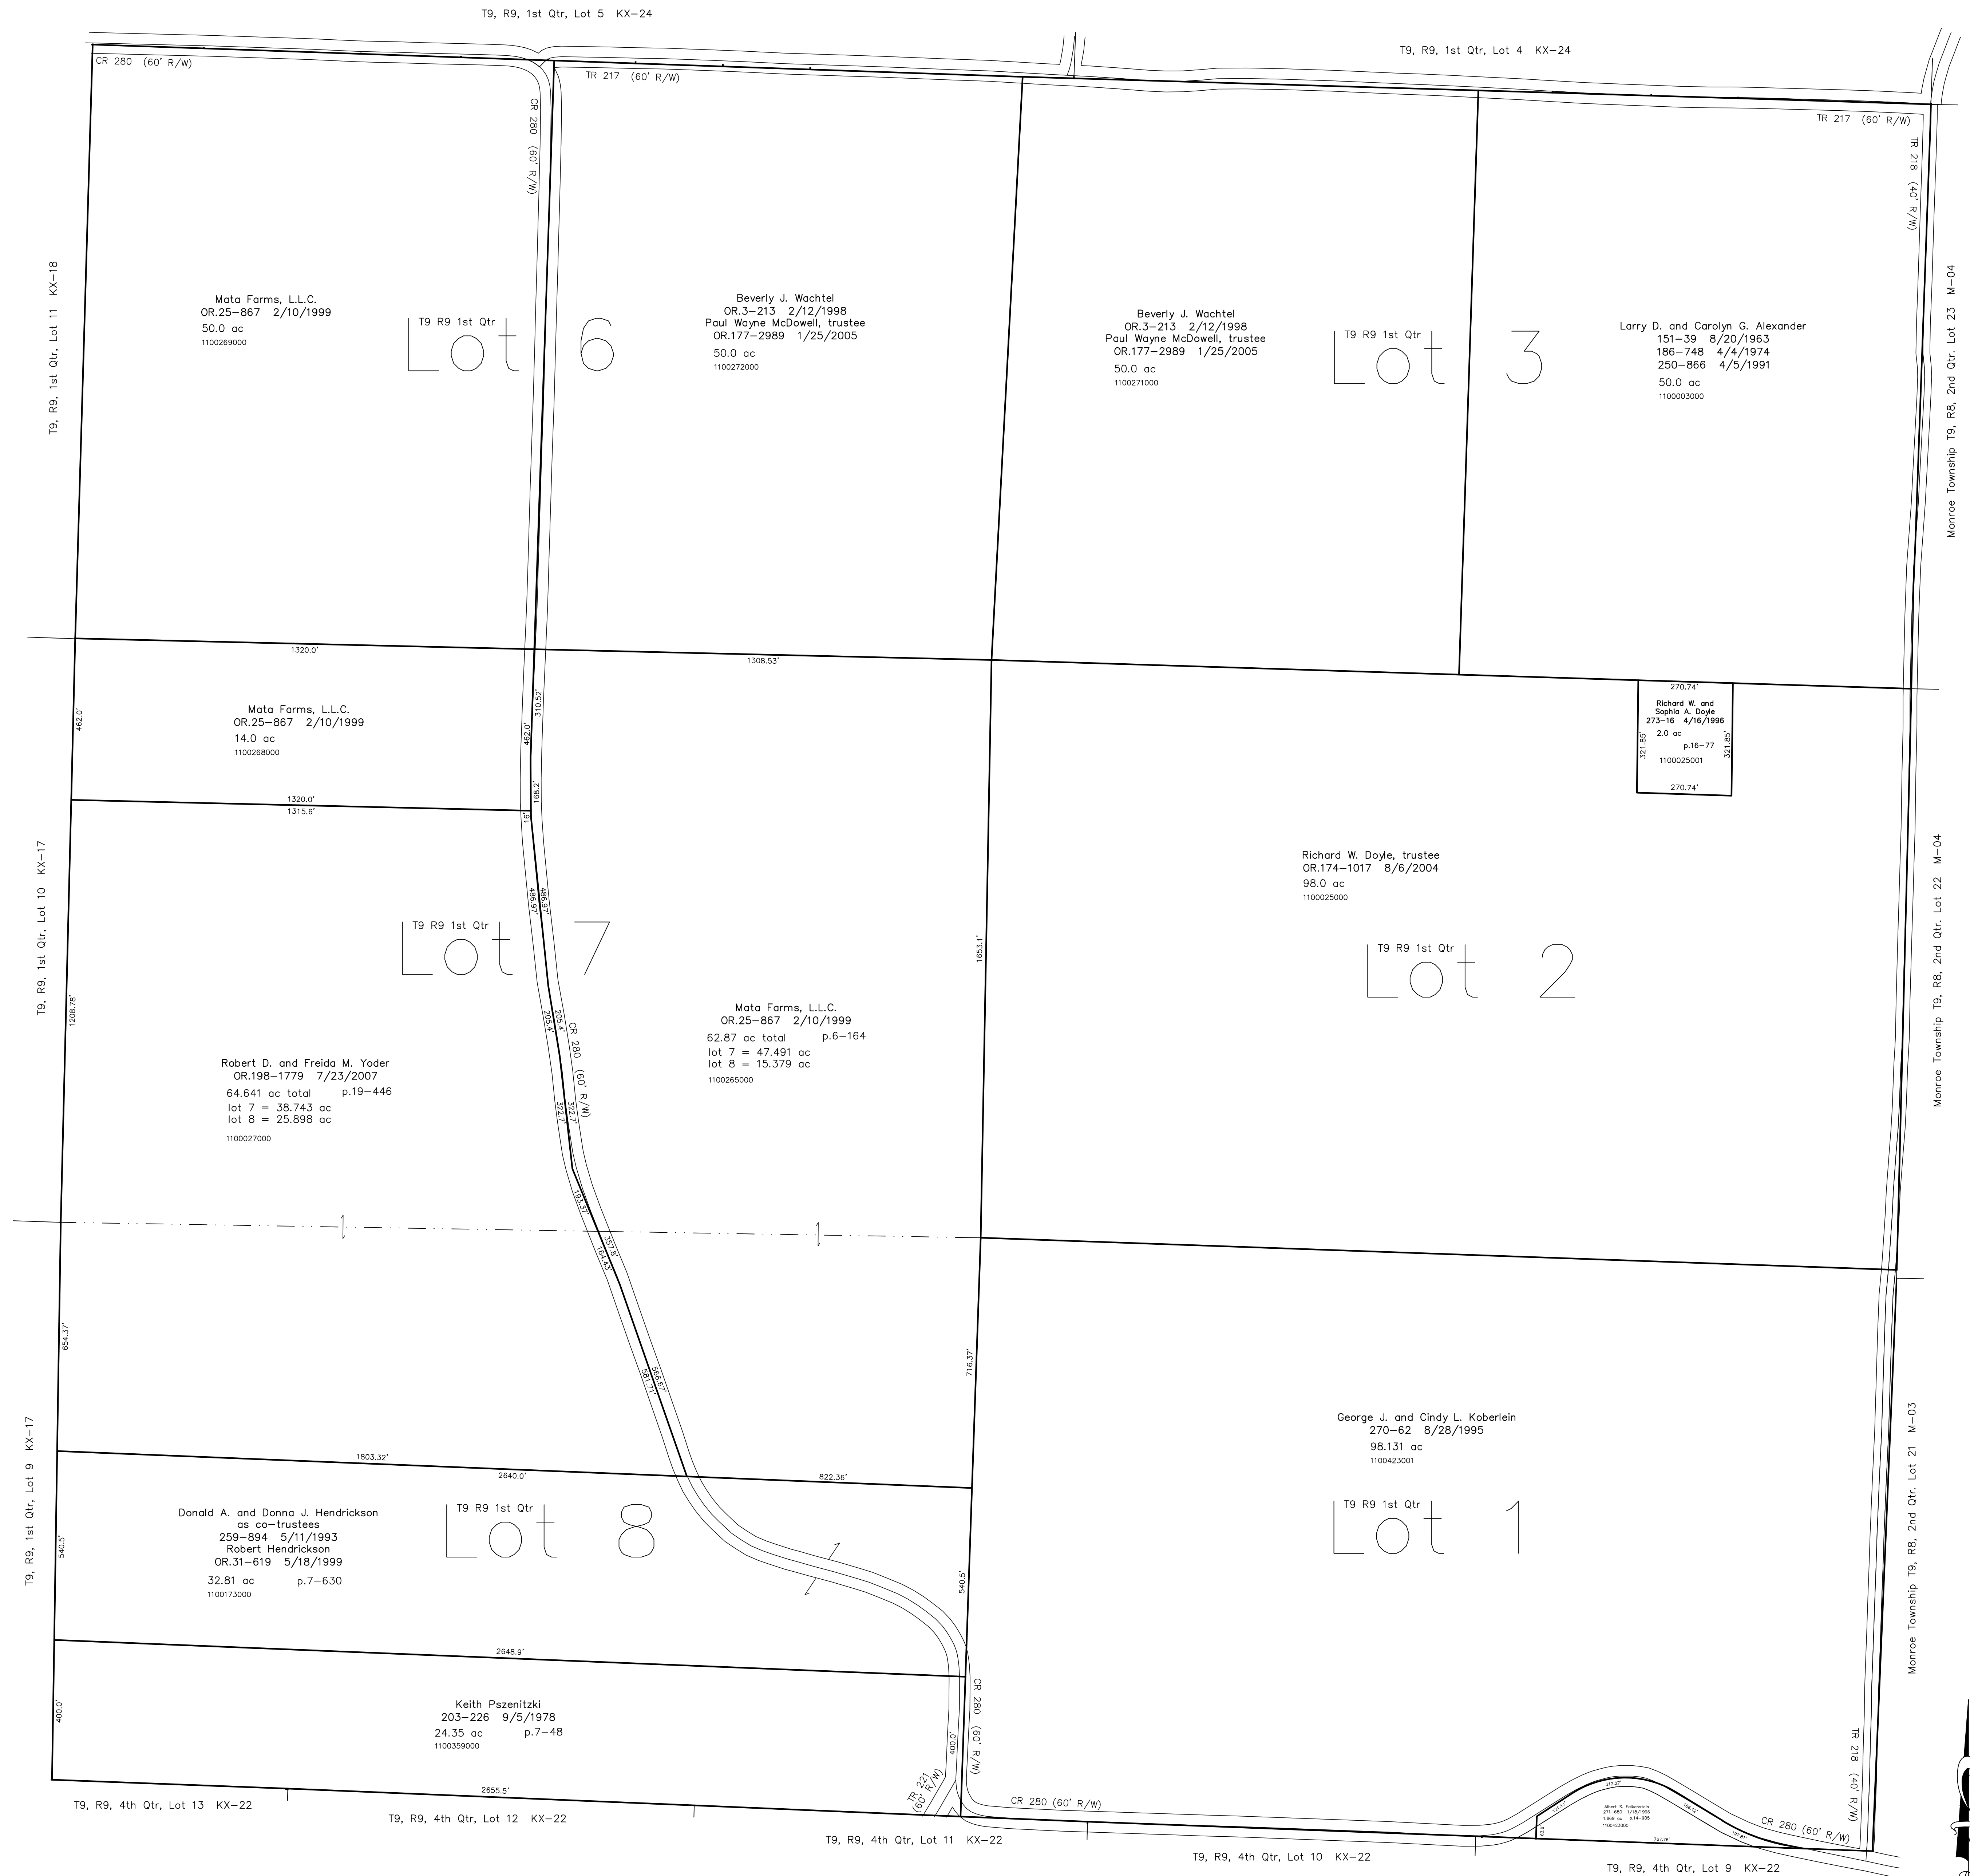 T9, R9, 1st Qtr, Lot 5   KX-24
T9, R9, 1st Qtr, Lot 4   KX-24
CR 280   (60' R/W)
TR 217   (60' R/W)
TR 217   (60' R/W)
CR 280   (60' R/W)
TR 218   (40' R/W)
T9, R9, 1st Qtr, Lot 11   KX-18
Mata Farms, L.L.C.
OR.25-867   2/10/1999
50.0 ac
1100269000
T9 R9 1st Qtr
Lot 6
Beverly J. Wachtel
OR.3-213   2/12/1998
Paul Wayne McDowell, trustee
OR.177-2989   1/25/2005
50.0 ac
1100272000
Beverly J. Wachtel
OR.3-213   2/12/1998
Paul Wayne McDowell, trustee
OR.177-2989   1/25/2005
50.0 ac
1100271000
T9 R9 1st Qtr
Lot 3
Larry D. and Carolyn G. Alexander
151-39   8/20/1963
186-748   4/4/1974
250-866   4/5/1991
50.0 ac
1100003000
Monroe Township T9, R8, 2nd Qtr. Lot 23   M-04
1320.0'
1308.53'
462.0'
Mata Farms, L.L.C.
OR.25-867   2/10/1999
14.0 ac
1100268000
462.0'
310.52'
168.2'
16'
1320.0'
1315.6'
270.74'
Richard W. and
Sophia A. Doyle
273-16   4/16/1996
2.0 ac
p.16-77
1100025001
321.85'
321.85'
270.74'
T9, R9, 1st Qtr, Lot 10   KX-17
1208.78'
T9 R9 1st Qtr
Lot 7
486.97'
486.97'
205.4'
205.4'
CR 280   (60' R/W)
322.7'
322.7'
193.37'
357.8'
164.43'
Robert D. and Freida M. Yoder
OR.198-1779   7/23/2007
64.641 ac total   p.19-446
lot 7 = 38.743 ac
lot 8 = 25.898 ac
1100027000
Mata Farms, L.L.C.
OR.25-867   2/10/1999
62.87 ac total   p.6-164
lot 7 = 47.491 ac
lot 8 = 15.379 ac
1100265000
1653.1'
Richard W. Doyle, trustee
OR.174-1017   8/6/2004
98.0 ac
1100025000
T9 R9 1st Qtr
Lot 2
Monroe Township T9, R8, 2nd Qtr. Lot 22   M-04
654.37'
566.67'
581.71'
716.37'
T9, R9, 1st Qtr, Lot 9   KX-17
1803.32'
2640.0'
822.36'
Donald A. and Donna J. Hendrickson
as co-trustees
259-894   5/11/1993
Robert Hendrickson
OR.31-619   5/18/1999
32.81 ac   p.7-630
1100173000
540.5'
T9 R9 1st Qtr
Lot 8
540.5'
George J. and Cindy L. Koberlein
270-62   8/28/1995
98.131 ac
1100423001
T9 R9 1st Qtr
Lot 1
Monroe Township T9, R8, 2nd Qtr. Lot 21   M-03
2648.9'
400.0'
Keith Pszenitzki
203-226   9/5/1978
24.35 ac   p.7-48
1100359000
400.0'
CR 280   (60' R/W)
TR 221
(60' R/W)
TR 218   (40' R/W)
2655.5'
CR 280 (60' R/W)
CR 280 (60' R/W)
Albert S. Falkenstein
271-680   1/18/1996
1.869 ac   p.14-905
1100423000
T9, R9, 4th Qtr, Lot 13   KX-22
T9, R9, 4th Qtr, Lot 12   KX-22
T9, R9, 4th Qtr, Lot 11   KX-22
T9, R9, 4th Qtr, Lot 10   KX-22
T9, R9, 4th Qtr, Lot 9   KX-22